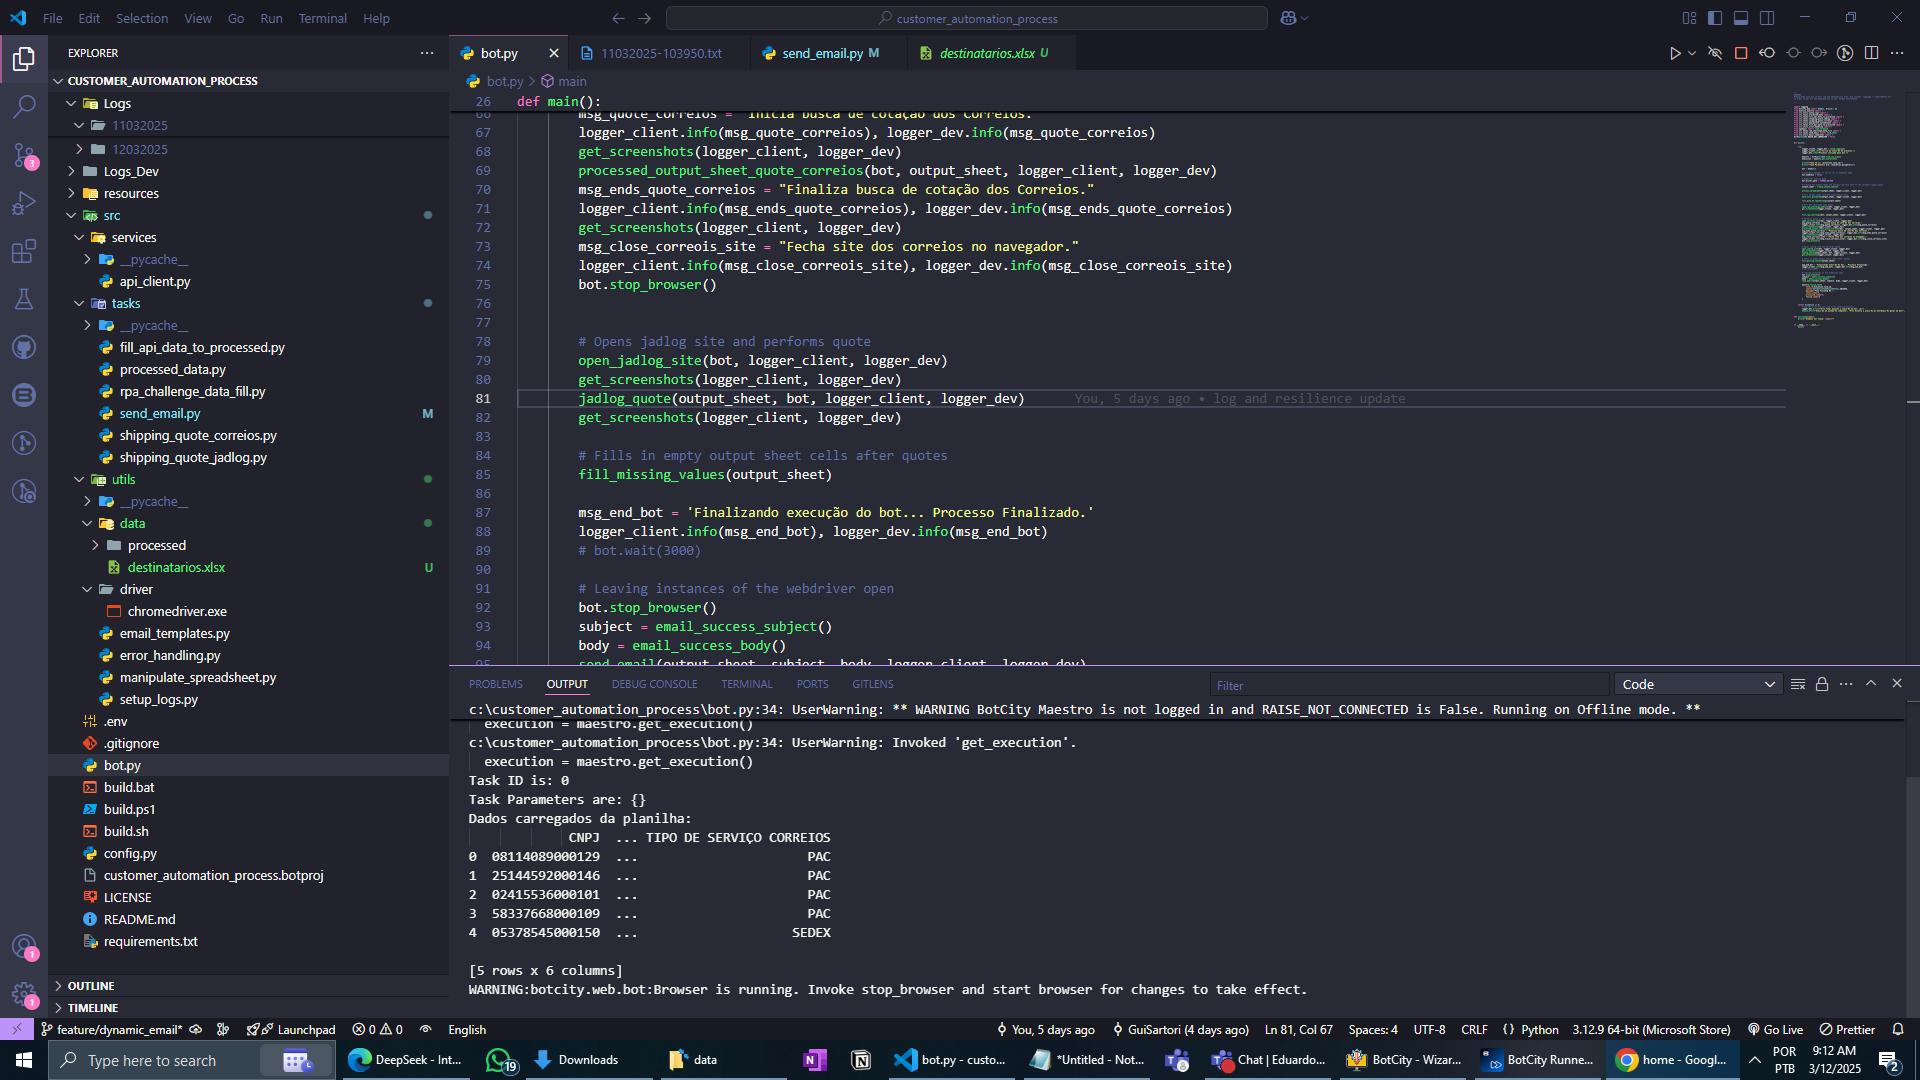 File Edit Selection View Go Run Terminal Help
customer_automation_process
EXPLORER
bot.py
11032025-103950.txt
send_email.py M
destinatarios.xlsx U
CUSTOMER_AUTOMATION_PROCESS
Logs
11032025
12032025
Logs_Dev
resources
src
services
__pycache__
api_client.py
tasks
__pycache__
fill_api_data_to_processed.py
processed_data.py
rpa_challenge_data_fill.py
send_email.py M
shipping_quote_correios.py
shipping_quote_jadlog.py
utils
__pycache__
data
processed
destinatarios.xlsx U
driver
chromedriver.exe
email_templates.py
error_handling.py
manipulate_spreadsheet.py
setup_logs.py
.env
.gitignore
bot.py
build.bat
build.ps1
build.sh
config.py
customer_automation_process.botproj
LICENSE
README.md
requirements.txt
OUTLINE
TIMELINE
3
1
1
bot.py > main
26 def main():
66 msg_quote_correios = "Inicia busca de cotação dos Correios."
67 logger_client.info(msg_quote_correios), logger_dev.info(msg_quote_correios)
68 get_screenshots(logger_client, logger_dev)
69 processed_output_sheet_quote_correios(bot, output_sheet, logger_client, logger_dev)
70 msg_ends_quote_correios = "Finaliza busca de cotação dos Correios."
71 logger_client.info(msg_ends_quote_correios), logger_dev.info(msg_ends_quote_correios)
72 get_screenshots(logger_client, logger_dev)
73 msg_close_correois_site = "Fecha site dos correios no navegador."
74 logger_client.info(msg_close_correois_site), logger_dev.info(msg_close_correois_site)
75 bot.stop_browser()
76
77
78 # Opens jadlog site and performs quote
79 open_jadlog_site(bot, logger_client, logger_dev)
80 get_screenshots(logger_client, logger_dev)
81 jadlog_quote(output_sheet, bot, logger_client, logger_dev) You, 5 days ago • log and resilience update
82 get_screenshots(logger_client, logger_dev)
83
84 # Fills in empty output sheet cells after quotes
85 fill_missing_values(output_sheet)
86
87 msg_end_bot = 'Finalizando execução do bot... Processo Finalizado.'
88 logger_client.info(msg_end_bot), logger_dev.info(msg_end_bot)
89 # bot.wait(3000)
90
91 # Leaving instances of the webdriver open
92 bot.stop_browser()
93 subject = email_success_subject()
94 body = email_success_body()
95 send_email(output_sheet, subject, body, logger_client, logger_dev)
PROBLEMS OUTPUT DEBUG CONSOLE TERMINAL PORTS GITLENS
Filter
Code
c:\customer_automation_process\bot.py:34: UserWarning: ** WARNING BotCity Maestro is not logged in and RAISE_NOT_CONNECTED is False. Running on Offline mode. **
execution = maestro.get_execution()
c:\customer_automation_process\bot.py:34: UserWarning: Invoked 'get_execution'.
execution = maestro.get_execution()
Task ID is: 0
Task Parameters are: {}
Dados carregados da planilha:
CNPJ ... TIPO DE SERVIÇO CORREIOS
0 08114089000129 ... PAC
1 25144592000146 ... PAC
2 02415536000101 ... PAC
3 58337668000109 ... PAC
4 05378545000150 ... SEDEX
[5 rows x 6 columns]
WARNING:botcity.web.bot:Browser is running. Invoke stop_browser and start browser for changes to take effect.
feature/dynamic_email* Launchpad 0 0 English You, 5 days ago GuiSartori (4 days ago) Ln 81, Col 67 Spaces: 4 UTF-8 CRLF Python 3.12.9 64-bit (Microsoft Store) Go Live Prettier
Type here to search
DeepSeek - Int...
19
Downloads
data
bot.py - custo...
*Untitled - Not...
Chat | Eduardo...
BotCity - Wizar...
BotCity Runne...
home - Googl...
POR
PTB
9:12 AM
3/12/2025
2